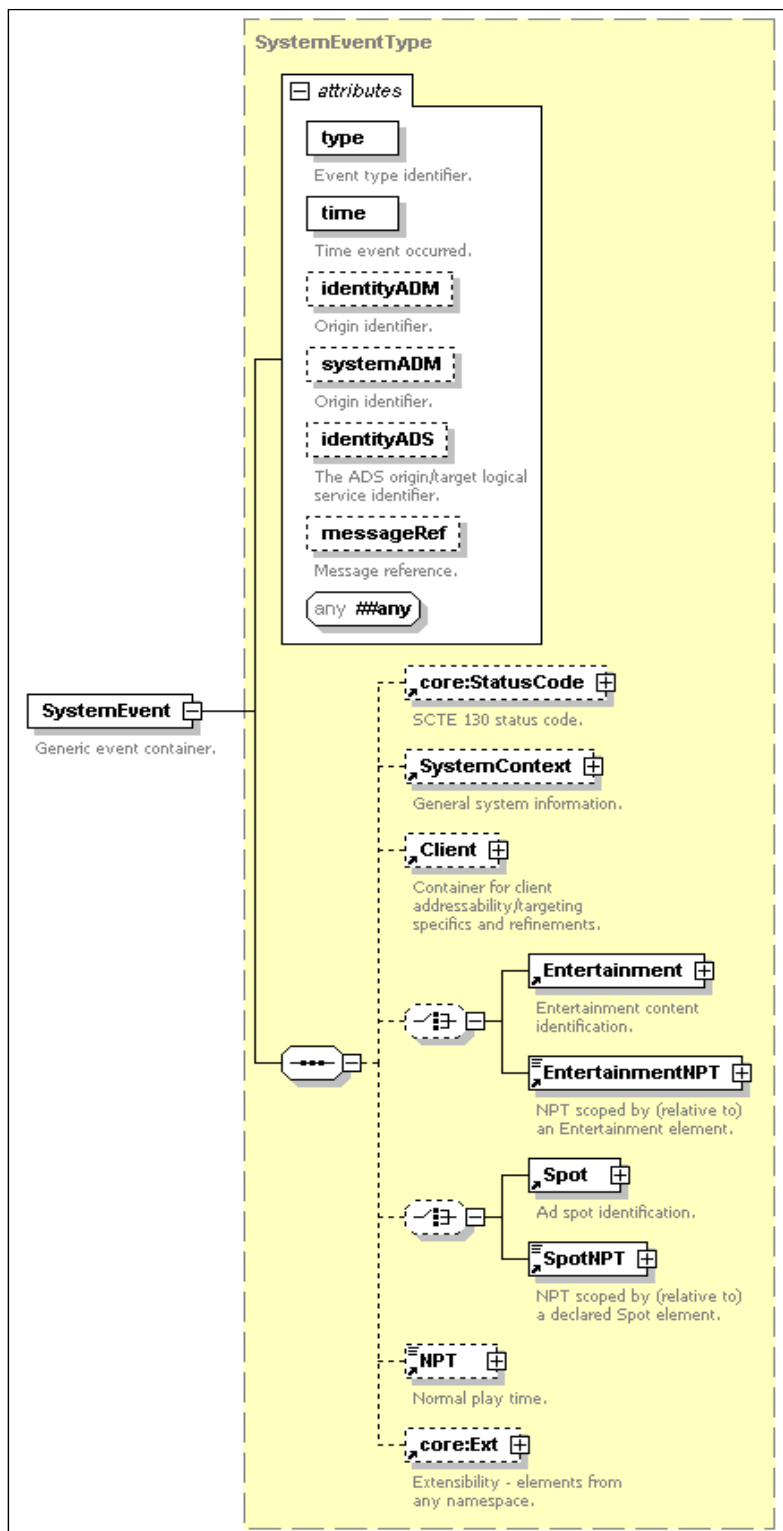 SystemEventType
attributes
type
Event type identifier.
time
Time event occurred.
identityADM
Origin identifier.
systemADM
Origin identifier.
identityADS
The ADS origin/target logical
service identifier.
messageRef
Message reference.
any ##any
SystemEvent
Generic event container.
core:StatusCode
SCTE 130 status code.
SystemContext
General system information.
Client
Container for client
addressability/targeting
specifics and refinements.
Entertainment
Entertainment content
identification.
EntertainmentNPT
NPT scoped by (relative to)
an Entertainment element.
Spot
Ad spot identification.
SpotNPT
NPT scoped by (relative to)
a declared Spot element.
NPT
Normal play time.
core:Ext
Extensibility - elements from
any namespace.